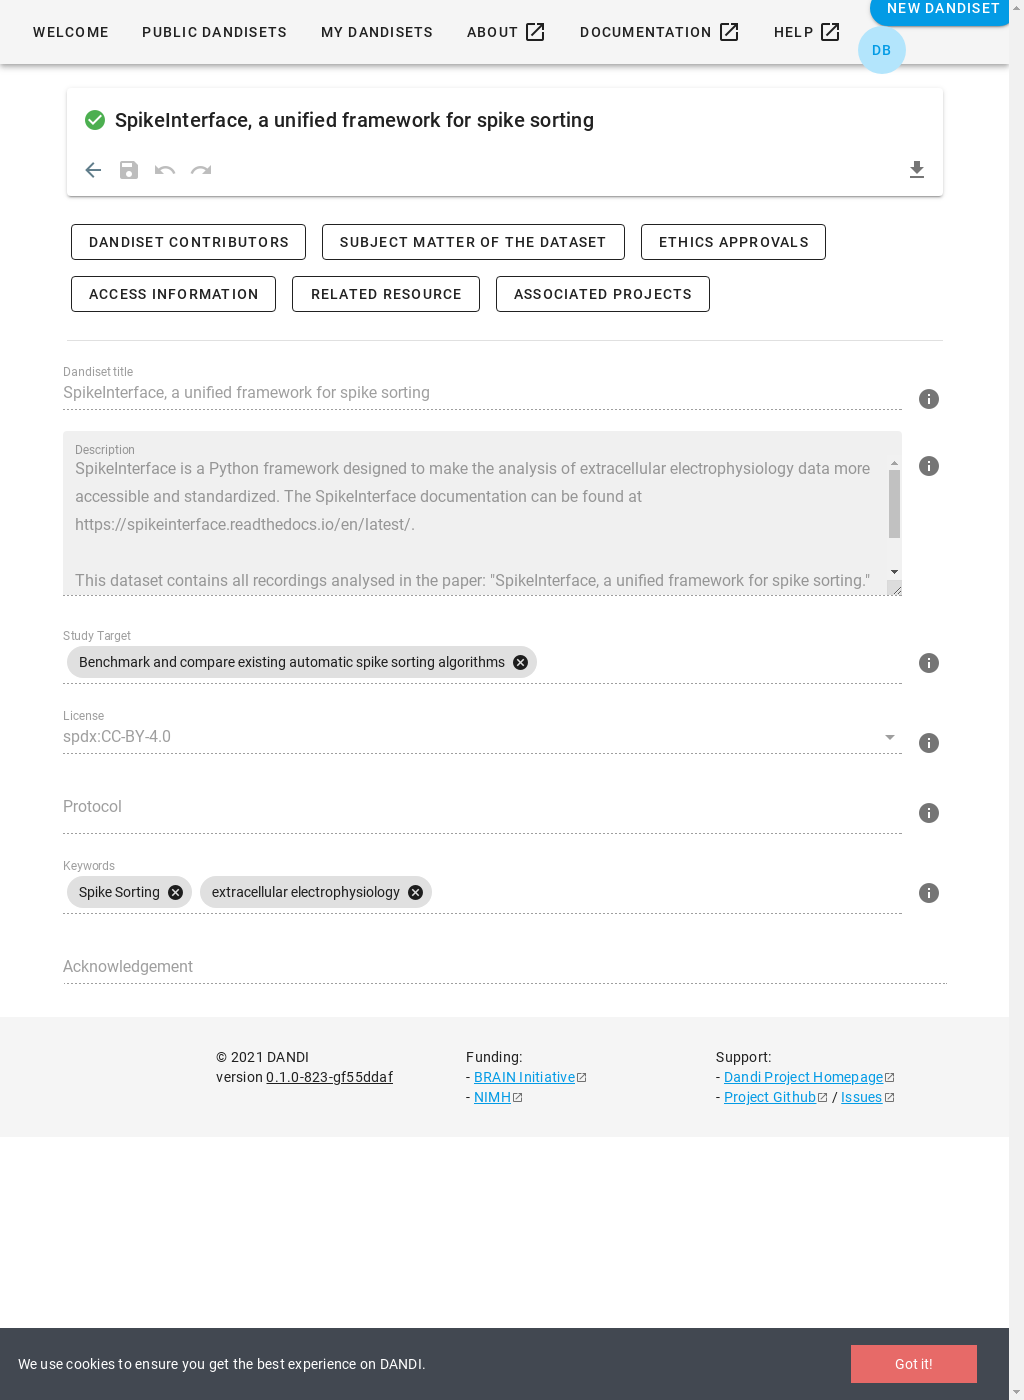 WELCOME PUBLIC DANDISETS MY DANDISETS ABOUT DOCUMENTATION HELP NEW DANDISET
DB
SpikeInterface, a unified framework for spike sorting
DANDISET CONTRIBUTORS SUBJECT MATTER OF THE DATASET ETHICS APPROVALS
ACCESS INFORMATION RELATED RESOURCE ASSOCIATED PROJECTS
Dandiset title
SpikeInterface, a unified framework for spike sorting
Description
SpikeInterface is a Python framework designed to make the analysis of extracellular electrophysiology data more
accessible and standardized. The SpikeInterface documentation can be found at
https://spikeinterface.readthedocs.io/en/latest/.
This dataset contains all recordings analysed in the paper: "SpikeInterface, a unified framework for spike sorting."
Study Target
Benchmark and compare existing automatic spike sorting algorithms
License
spdx:CC-BY-4.0
Protocol
Keywords
Spike Sorting extracellular electrophysiology
Acknowledgement
© 2021 DANDI
version 0.1.0-823-gf55ddaf
Funding:
- BRAIN Initiative
- NIMH
Support:
- Dandi Project Homepage
- Project Github / Issues
We use cookies to ensure you get the best experience on DANDI.
Got it!